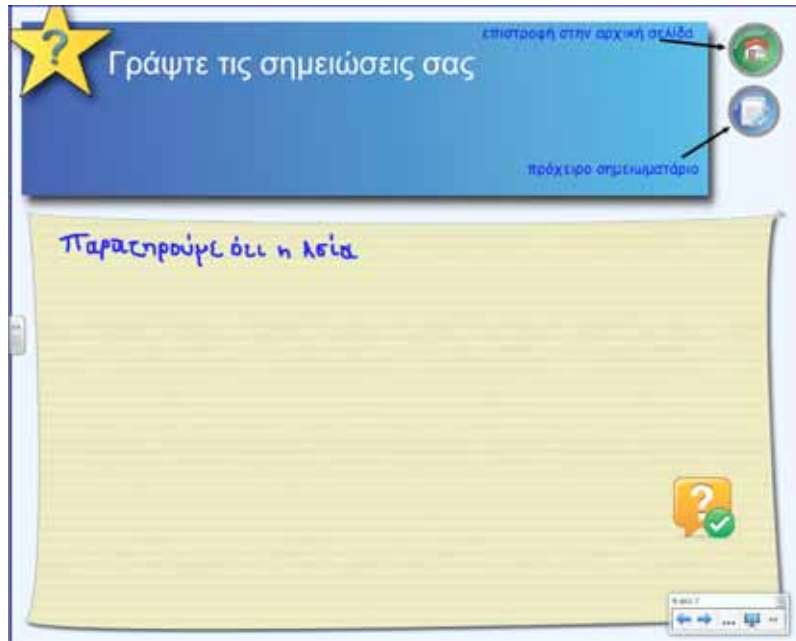 επιστροφή στην αρχική σελίδα
Γράψτε τις σημειώσεις σας
πρόχειρο σημειωματάριο
Παρατηρούμε ότι η λεία